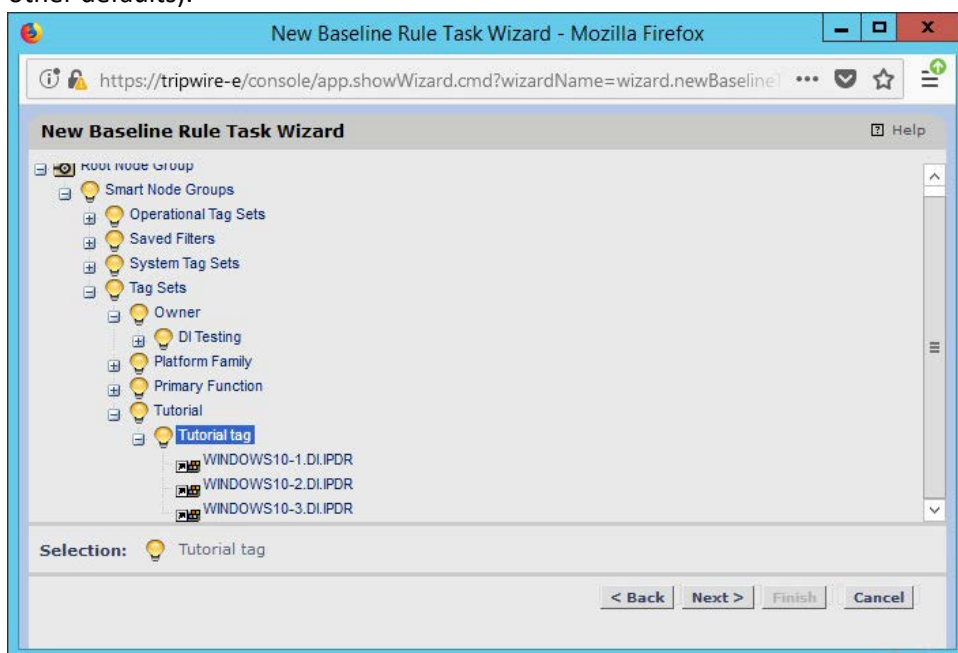 other defaults).
New Baseline Rule Task Wizard - Mozilla Firefox
https://tripwire-e/console/app.showWizard.cmd?wizardName=wizard.newBaselineT
New Baseline Rule Task Wizard
? Help
Root Node Group
Smart Node Groups
Operational Tag Sets
Saved Filters
System Tag Sets
Tag Sets
Owner
DI Testing
Platform Family
Primary Function
Tutorial
Tutorial tag
WINDOWS10-1.DI.IPDR
WINDOWS10-2.DI.IPDR
WINDOWS10-3.DI.IPDR
Selection: Tutorial tag
< Back Next > Finish Cancel